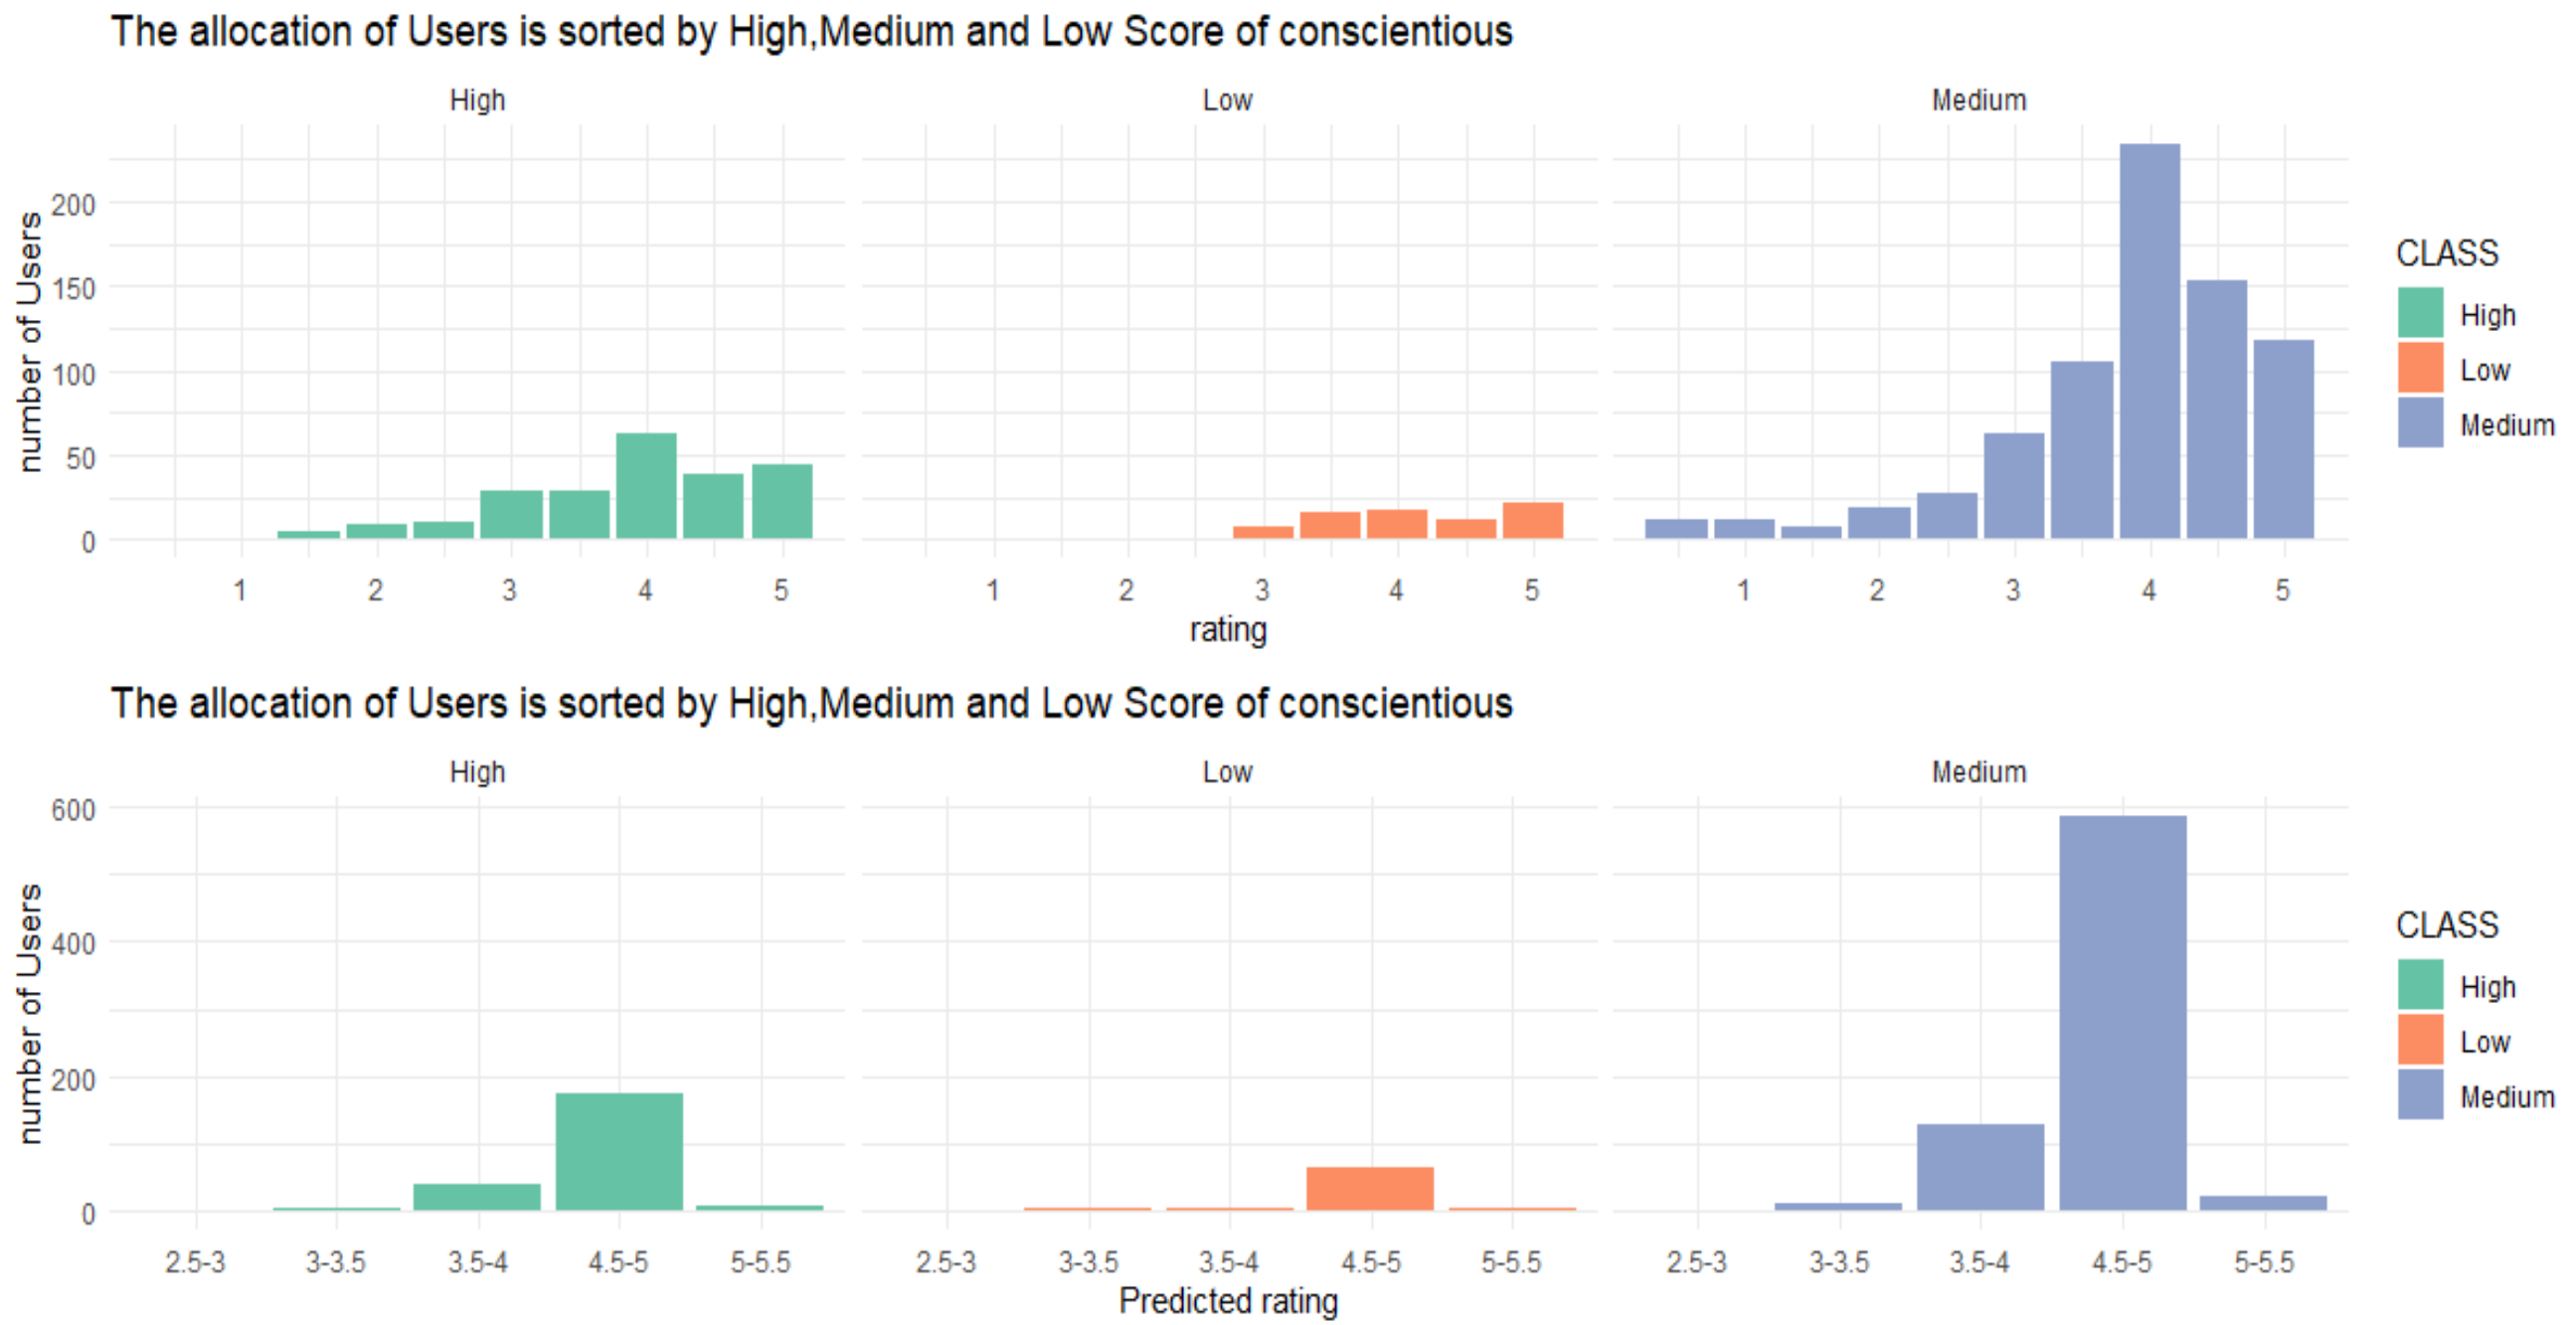 The allocation of Users is sorted by High,Medium and Low Score of conscientious
High Low Medium
number of Users
200
150
100
50
0
1 2 3 4 5 1 2 3 4 5 1 2 3 4 5
rating
CLASS
High
Low
Medium
The allocation of Users is sorted by High,Medium and Low Score of conscientious
High Low Medium
number of Users
600
400
200
0
2.5-3 3-3.5 3.5-4 4.5-5 5-5.5 2.5-3 3-3.5 3.5-4 4.5-5 5-5.5 2.5-3 3-3.5 3.5-4 4.5-5 5-5.5
Predicted rating
CLASS
High
Low
Medium